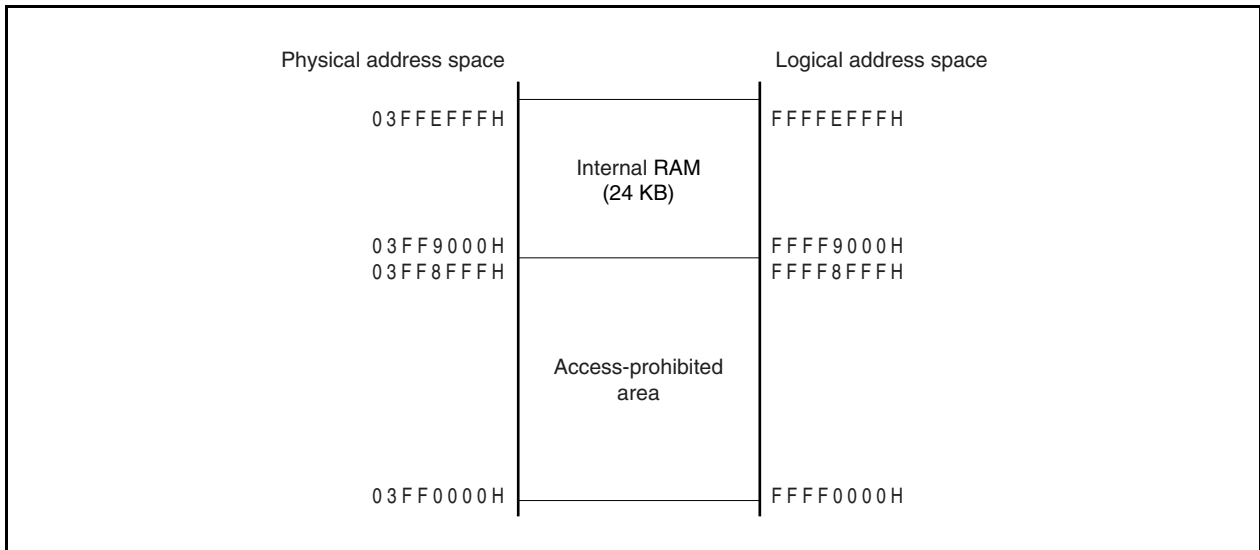 Physical address space
Logical address space
03FFEFFFH
FFFFEFFFH
Internal RAM
(24 KB)
03FF9000H
FFFF9000H
03FF8FFFH
FFFF8FFFH
Access-prohibited
area
03FF0000H
FFFF0000H